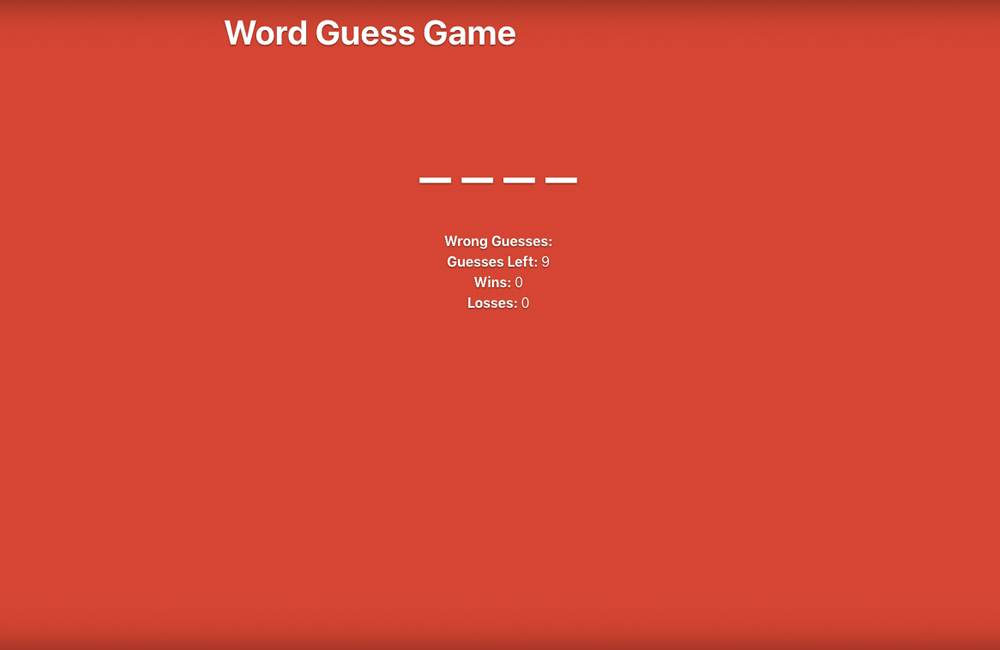 Word Guess Game
_ _ _ _
Wrong Guesses:
Guesses Left: 9
Wins: 0
Losses: 0